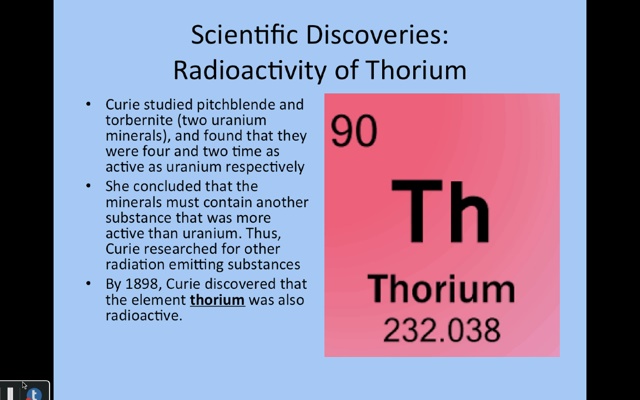 Scientific Discoveries:
Radioactivity of Thorium
• Curie studied pitchblende and
torbernite (two uranium
minerals), and found that they
were four and two time as
active as uranium respectively
• She concluded that the
minerals must contain another
substance that was more
active than uranium. Thus,
Curie researched for other
radiation emitting substances
• By 1898, Curie discovered that
the element thorium was also
radioactive.
90
Th
Thorium
232.038